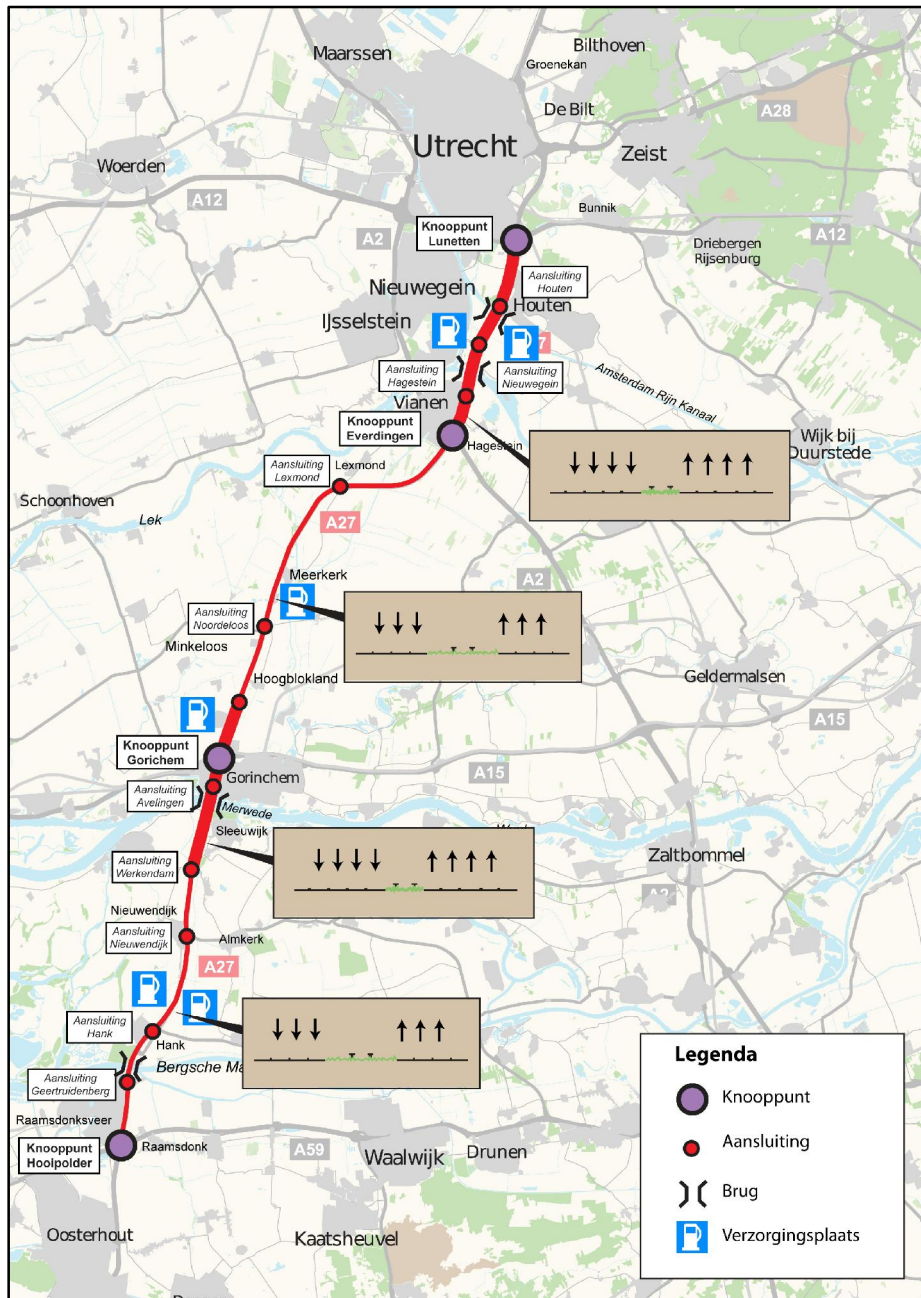 Maarssen
Bilthoven
Groenekan
De Bilt
A28
Utrecht
Zeist
Woerden
A12
Bunnik
Knooppunt
Lunetten
A2
A12
Driebergen
Rijsenburg
Aansluiting
Houten
Nieuwegein
Houten
IJsselstein
7
Aansluiting
Hagestein
Aansluiting
Nieuwegein
Amsterdam Rijn Kanaal
Vianen
Knooppunt
Everdingen
Hagestein
Wijk bij
Duurstede
Aansluiting
Lexmond
Lexmond
Schoonhoven
Lek
A27
A2
Meerkerk
Aansluiting
Noordeloos
Minkeloos
Hoogblokland
Geldermalsen
A15
Knooppunt
Gorichem
Gorinchem
A15
Aansluiting
Avelingen
Merwede
Sleeuwijk
Zaltbommel
Aansluiting
Werkendam
Nieuwendijk
Aansluiting
Nieuwendijk
Almkerk
A27
Aansluiting
Hank
Hank
Bergsche Ma
Aansluiting
Geertruidenberg
Raamsdonksveer
Knooppunt
Hooipolder
Raamsdonk
A59
Waalwijk
Drunen
Oosterhout
Kaatsheuvel
Legenda
Knooppunt
Aansluiting
Brug
Verzorgingsplaats